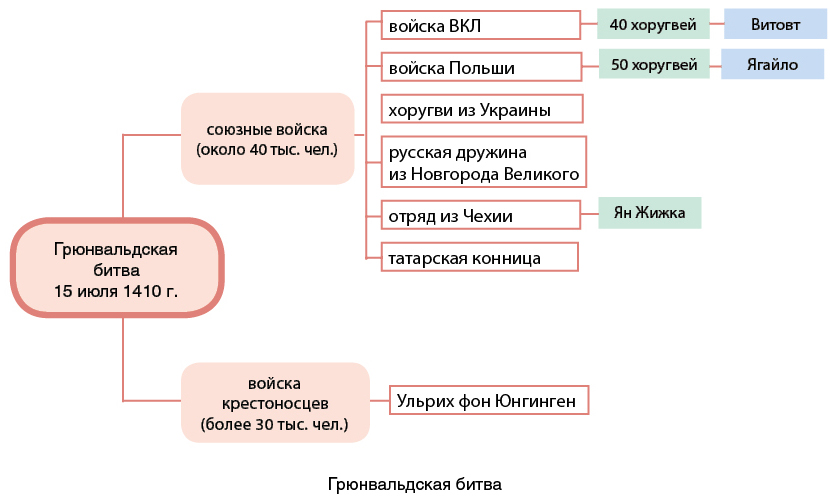 Грюнвальдская
битва
15 июля 1410 г.
союзные войска
(около 40 тыс. чел.)
войска ВКЛ
40 хоругвей
Витовт
войска Польши
50 хоругвей
Ягайло
хоругви из Украины
русская дружина
из Новгорода Великого
отряд из Чехии
Ян Жижка
татарская конница
войска
крестоносцев
(более 30 тыс. чел.)
Ульрих фон Юнгинген
Грюнвальдская битва